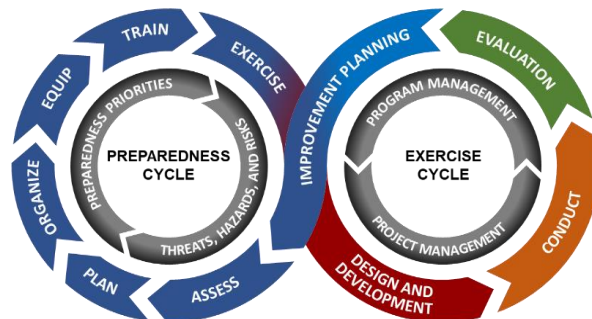 TRAIN
EXERCISE
EQUIP
ORGANIZE
PLAN
ASSESS
IMPROVEMENT PLANNING
PREPAREDNESS PRIORITIES
THREATS, HAZARDS, AND RISKS
PREPAREDNESS
CYCLE
EVALUATION
CONDUCT
DESIGN AND
DEVELOPMENT
PROGRAM MANAGEMENT
PROJECT MANAGEMENT
EXERCISE
CYCLE